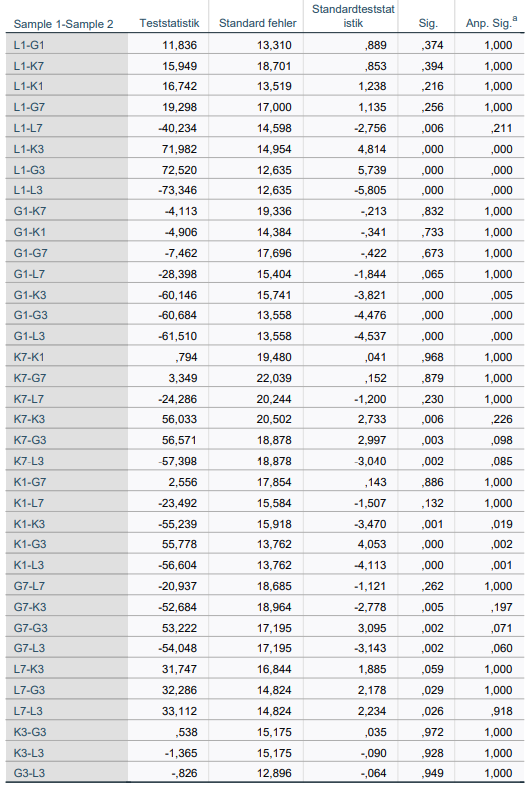 Sample 1-Sample 2 Teststatistik Standard fehler Standardteststat istik Sig. Anp. Sig.a
L1-G1 11,836 13,310 ,889 ,374 1,000
L1-K7 15,949 18,701 ,853 ,394 1,000
L1-K1 16,742 13,519 1,238 ,216 1,000
L1-G7 19,298 17,000 1,135 ,256 1,000
L1-L7 -40,234 14,598 -2,756 ,006 ,211
L1-K3 71,982 14,954 4,814 ,000 ,000
L1-G3 72,520 12,635 5,739 ,000 ,000
L1-L3 -73,346 12,635 -5,805 ,000 ,000
G1-K7 -4,113 19,336 -,213 ,832 1,000
G1-K1 -4,906 14,384 -,341 ,733 1,000
G1-G7 -7,462 17,696 -,422 ,673 1,000
G1-L7 -28,398 15,404 -1,844 ,065 1,000
G1-K3 -60,146 15,741 -3,821 ,000 ,005
G1-G3 -60,684 13,558 -4,476 ,000 ,000
G1-L3 -61,510 13,558 -4,537 ,000 ,000
K7-K1 ,794 19,480 ,041 ,968 1,000
K7-G7 3,349 22,039 ,152 ,879 1,000
K7-L7 -24,286 20,244 -1,200 ,230 1,000
K7-K3 56,033 20,502 2,733 ,006 ,226
K7-G3 56,571 18,878 2,997 ,003 ,098
K7-L3 -57,398 18,878 -3,040 ,002 ,085
K1-G7 2,556 17,854 ,143 ,886 1,000
K1-L7 -23,492 15,584 -1,507 ,132 1,000
K1-K3 -55,239 15,918 -3,470 ,001 ,019
K1-G3 55,778 13,762 4,053 ,000 ,002
K1-L3 -56,604 13,762 -4,113 ,000 ,001
G7-L7 -20,937 18,685 -1,121 ,262 1,000
G7-K3 -52,684 18,964 -2,778 ,005 ,197
G7-G3 53,222 17,195 3,095 ,002 ,071
G7-L3 -54,048 17,195 -3,143 ,002 ,060
L7-K3 31,747 16,844 1,885 ,059 1,000
L7-G3 32,286 14,824 2,178 ,029 1,000
L7-L3 33,112 14,824 2,234 ,026 ,918
K3-G3 ,538 15,175 ,035 ,972 1,000
K3-L3 -1,365 15,175 -,090 ,928 1,000
G3-L3 -,826 12,896 -,064 ,949 1,000